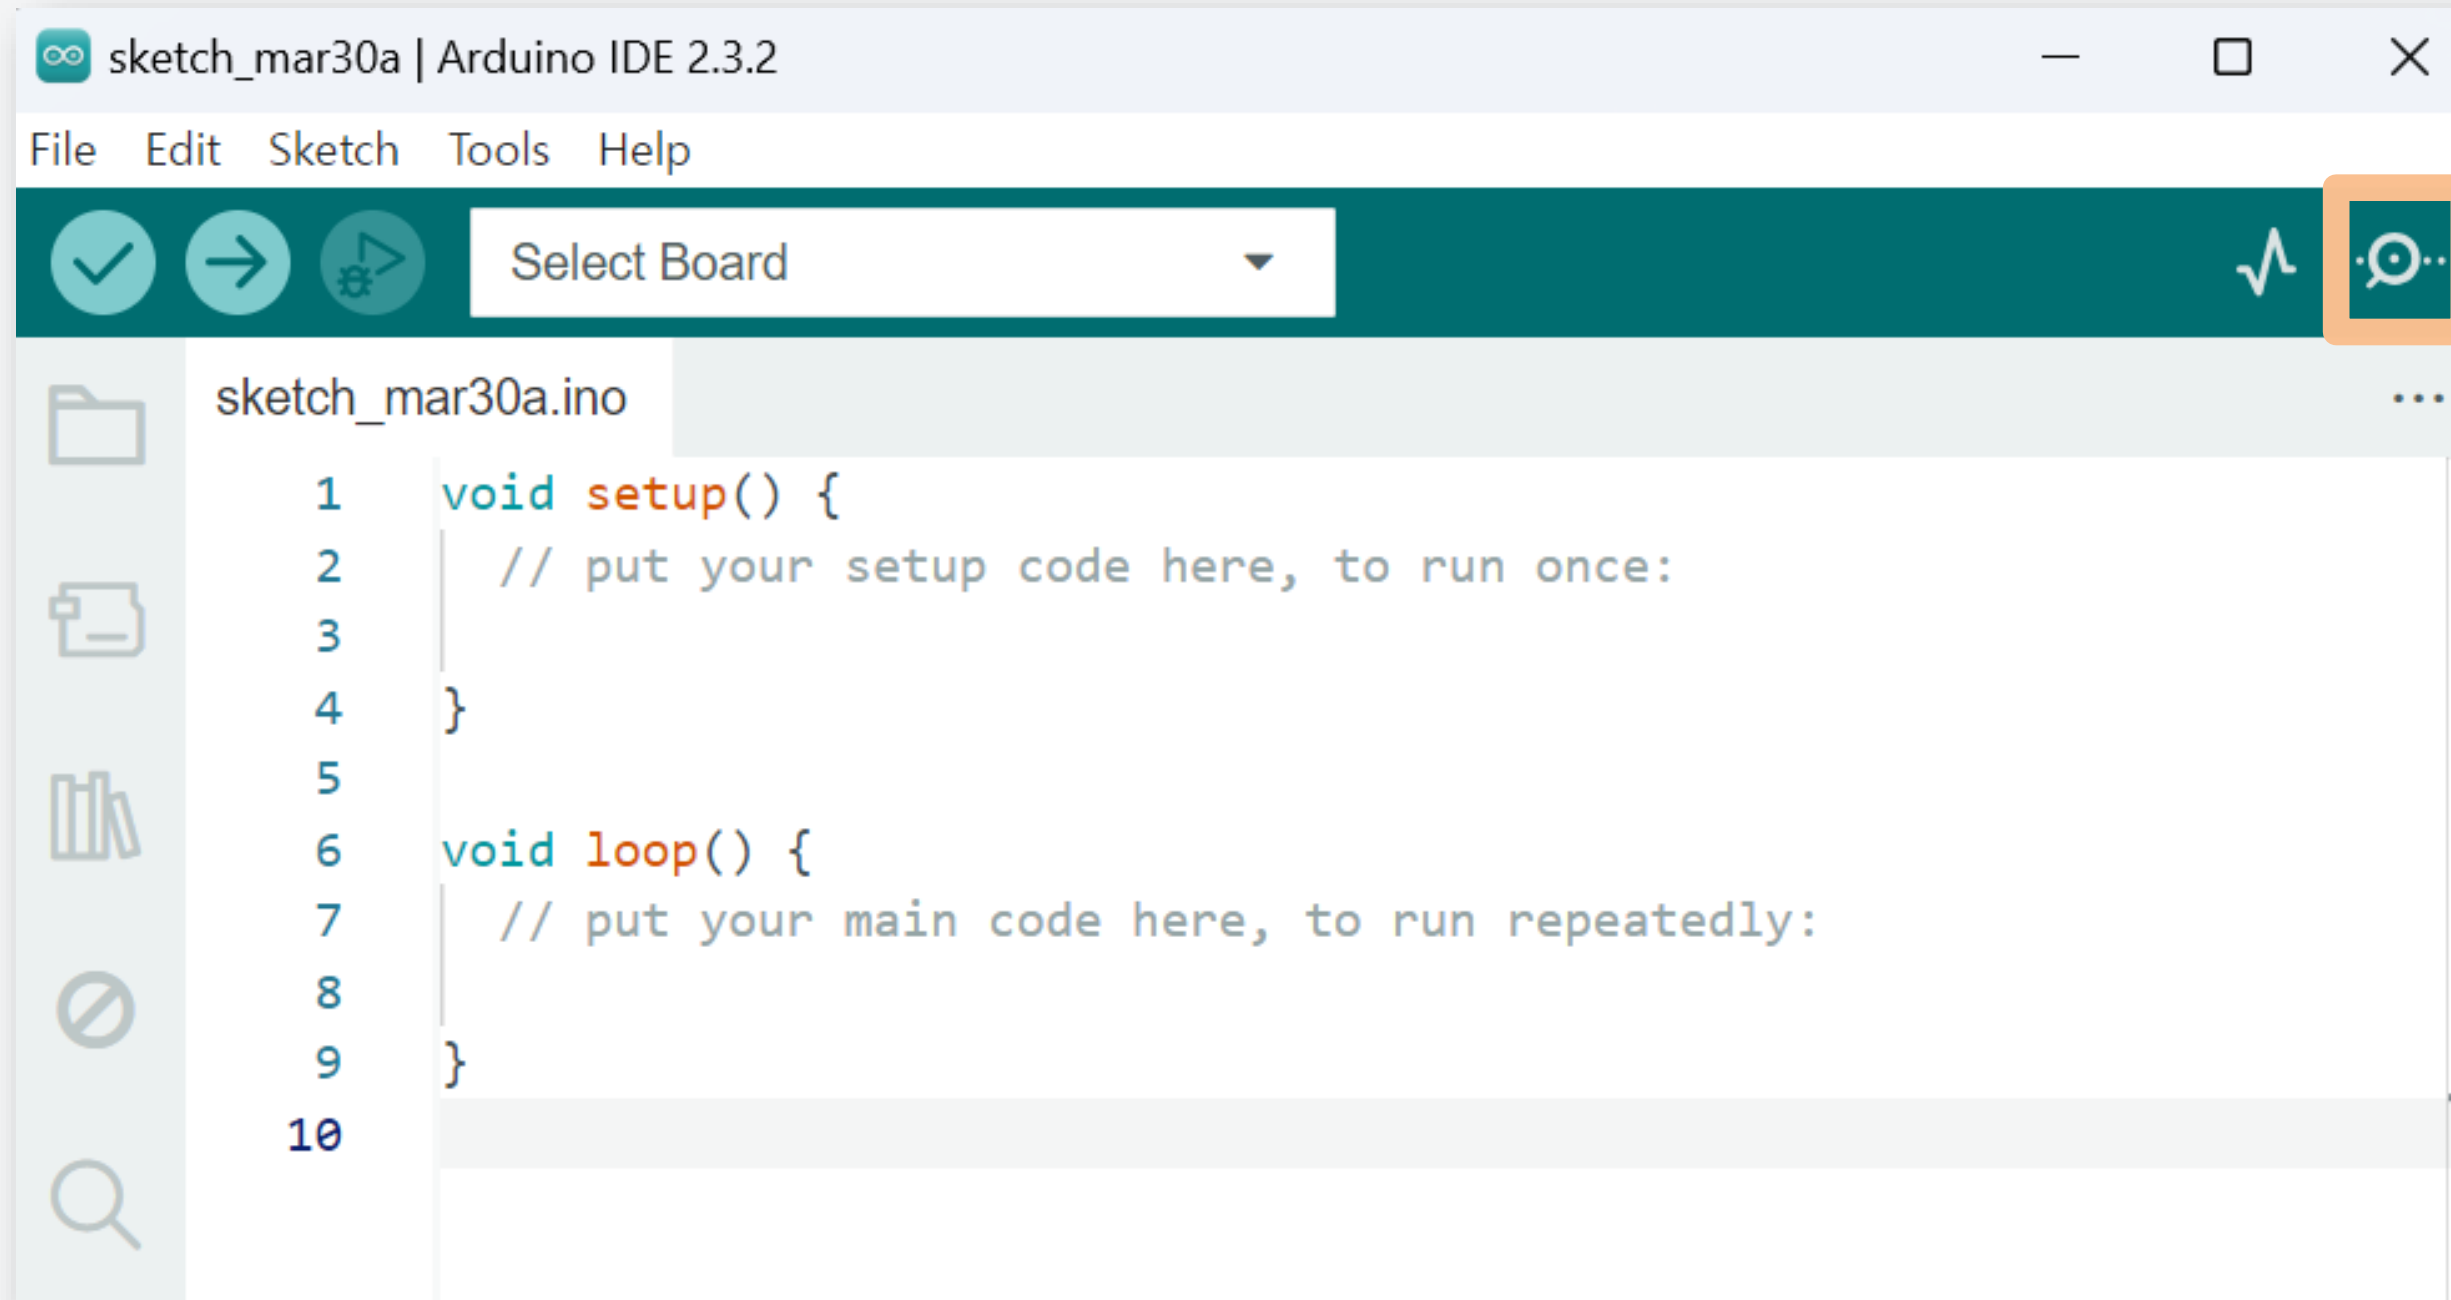 sketch_mar30a | Arduino IDE 2.3.2
File Edit Sketch Tools Help
Select Board
sketch_mar30a.ino
1 void setup() {
2 // put your setup code here, to run once:
3
4 }
5
6 void loop() {
7 // put your main code here, to run repeatedly:
8
9 }
10